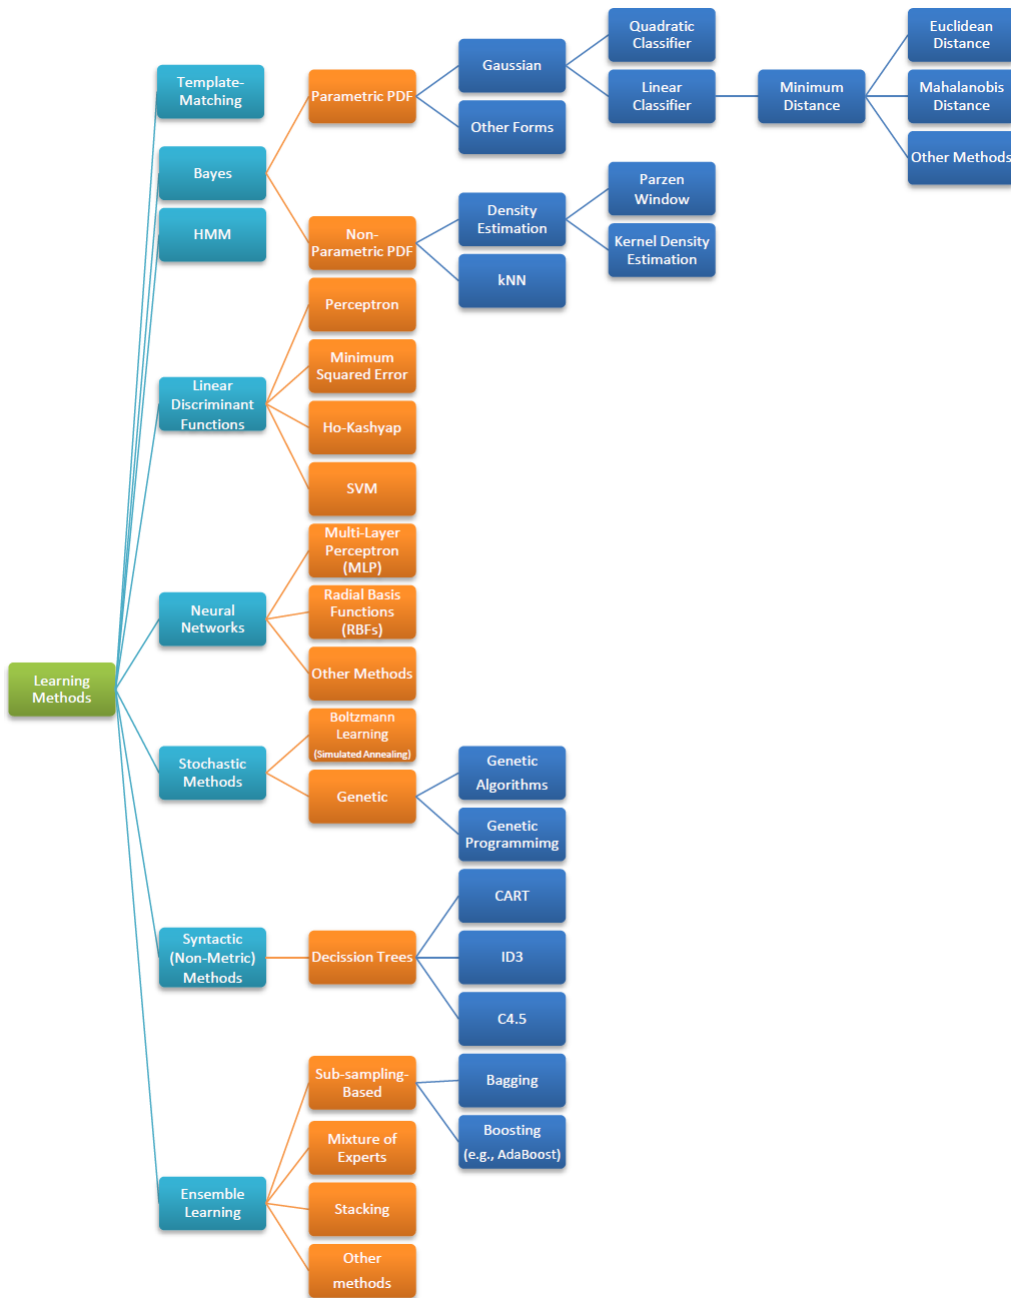 Learning
Methods
Template-
Matching
Bayes
HMM
Linear
Discriminant
Functions
Neural
Networks
Stochastic
Methods
Syntactic
(Non-Metric)
Methods
Ensemble
Learning
Parametric PDF
Non-
Parametric PDF
Perceptron
Minimum
Squared Error
Ho-Kashyap
SVM
Multi-Layer
Perceptron
(MLP)
Radial Basis
Functions
(RBFs)
Other Methods
Boltzmann
Learning
(Simulated Annealing)
Genetic
Decission Trees
Sub-sampling-
Based
Mixture of
Experts
Stacking
Other
methods
Gaussian
Other Forms
Density
Estimation
kNN
Genetic
Algorithms
Genetic
Programmimg
CART
ID3
C4.5
Bagging
Boosting
(e.g., AdaBoost)
Quadratic
Classifier
Linear
Classifier
Parzen
Window
Kernel Density
Estimation
Minimum
Distance
Euclidean
Distance
Mahalanobis
Distance
Other Methods